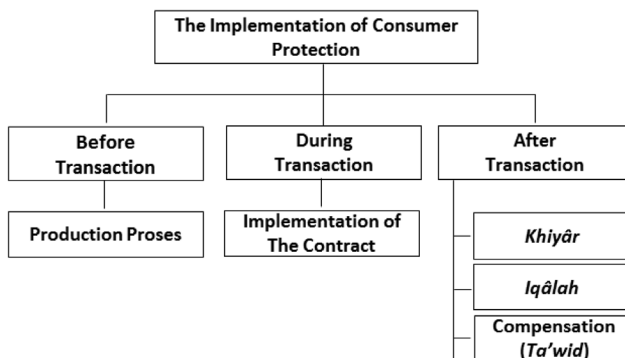 The Implementation of Consumer
Protection
Before
Transaction
During
Transaction
After
Transaction
Production Proses
Implementation of
The Contract
Khiyâr
Iqâlah
Compensation
(Ta’wid)